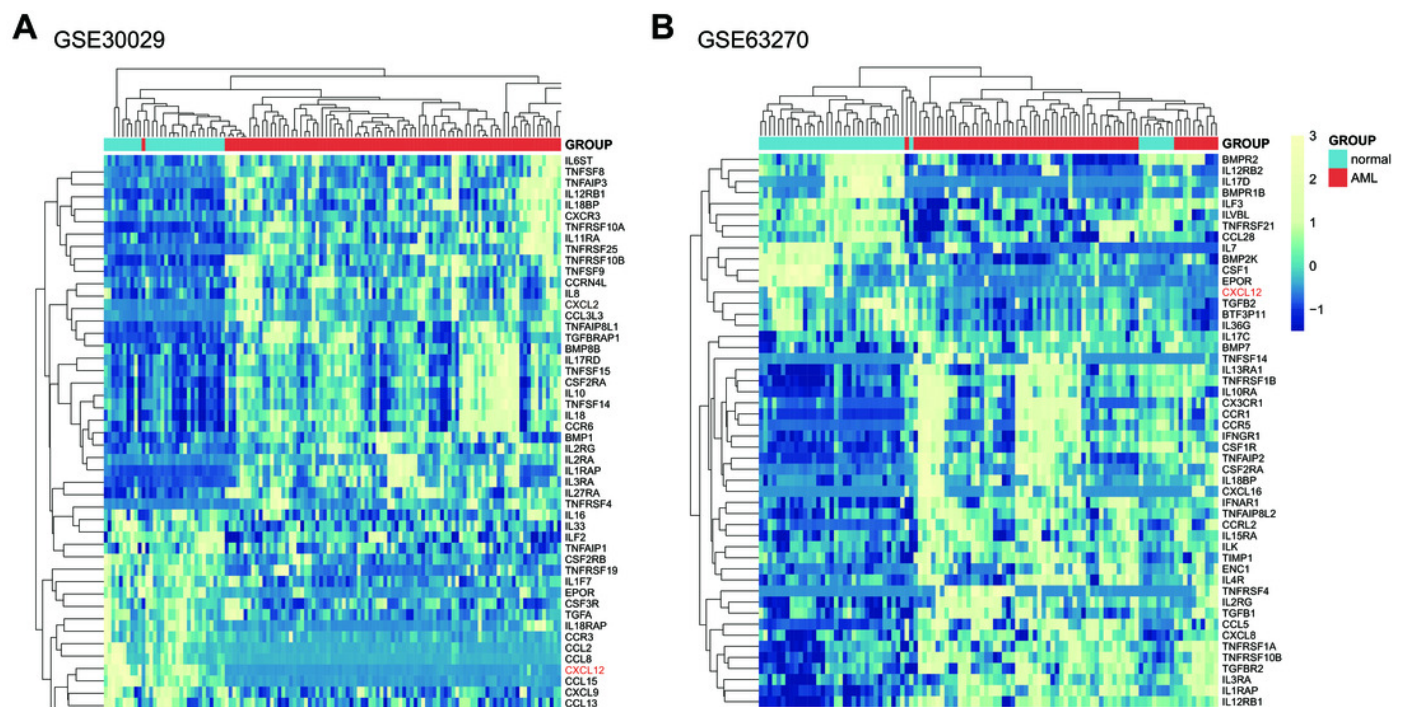 A
GSE30029
GROUP
IL6ST
TNFSF8
TNFAIP3
IL12RB1
IL18BP
CXCR3
TNFRSF10A
IL11RA
TNFRSF25
TNFRSF10B
TNFSF9
CCRN4L
IL8
CXCL2
CCL3L3
TNFAIP8L1
TGFBRAP1
BMP8B
IL17RD
TNFSF15
CSF2RA
IL10
TNFSF14
IL18
CCR6
BMP1
IL2RG
IL2RA
IL1RAP
IL3RA
IL27RA
TNFRSF4
IL16
IL33
ILF2
TNFAIP1
CSF2RB
TNFRSF19
IL1F7
EPOR
CSF3R
TGFA
IL18RAP
CCR3
CCL2
CCL8
CXCL12
CCL15
CXCL9
CCL13
B
GSE63270
GROUP
BMPR2
IL12RB2
IL17D
BMPR1B
ILF3
ILVBL
TNFRSF21
CCL28
IL7
BMP2K
CSF1
EPOR
CXCL12
TGFB2
BTF3P11
IL36G
IL17C
BMP7
TNFSF14
IL13RA1
TNFRSF1B
IL10RA
CX3CR1
CCR1
CCR5
IFNGR1
CSF1R
TNFAIP2
CSF2RA
IL18BP
CXCL16
IFNAR1
TNFAIP8L2
CCRL2
IL15RA
ILK
TIMP1
ENC1
IL4R
TNFRSF4
IL2RG
TGFB1
CCL5
CXCL8
TNFRSF1A
TNFRSF10B
TGFBR2
IL3RA
IL1RAP
IL12RB1
3
2
1
0
−1
GROUP
normal
AML